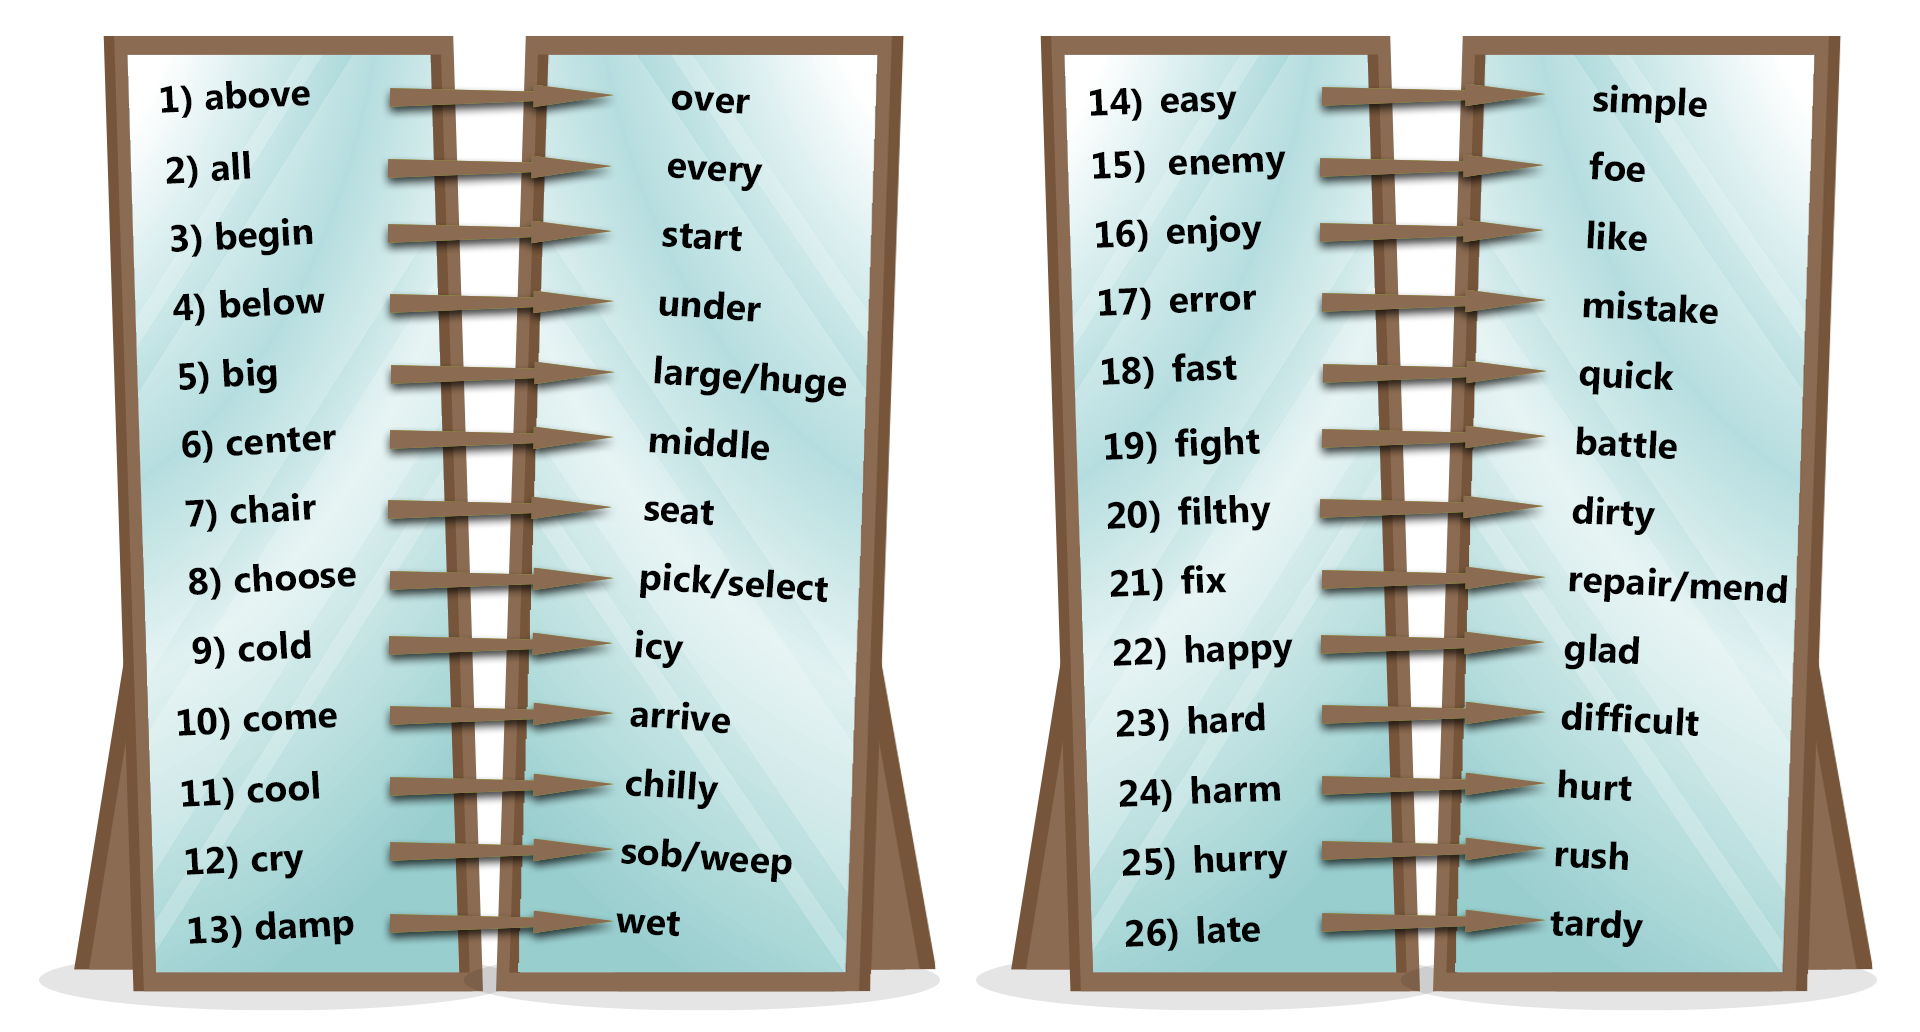 1) above over
2) all every
3) begin start
4) below under
5) big large/huge
6) center middle
7) chair seat
8) choose pick/select
9) cold icy
10) come arrive
11) cool chilly
12) cry sob/weep
13) damp wet
14) easy simple
15) enemy foe
16) enjoy like
17) error mistake
18) fast quick
19) fight battle
20) filthy dirty
21) fix repair/mend
22) happy glad
23) hard difficult
24) harm hurt
25) hurry rush
26) late tardy